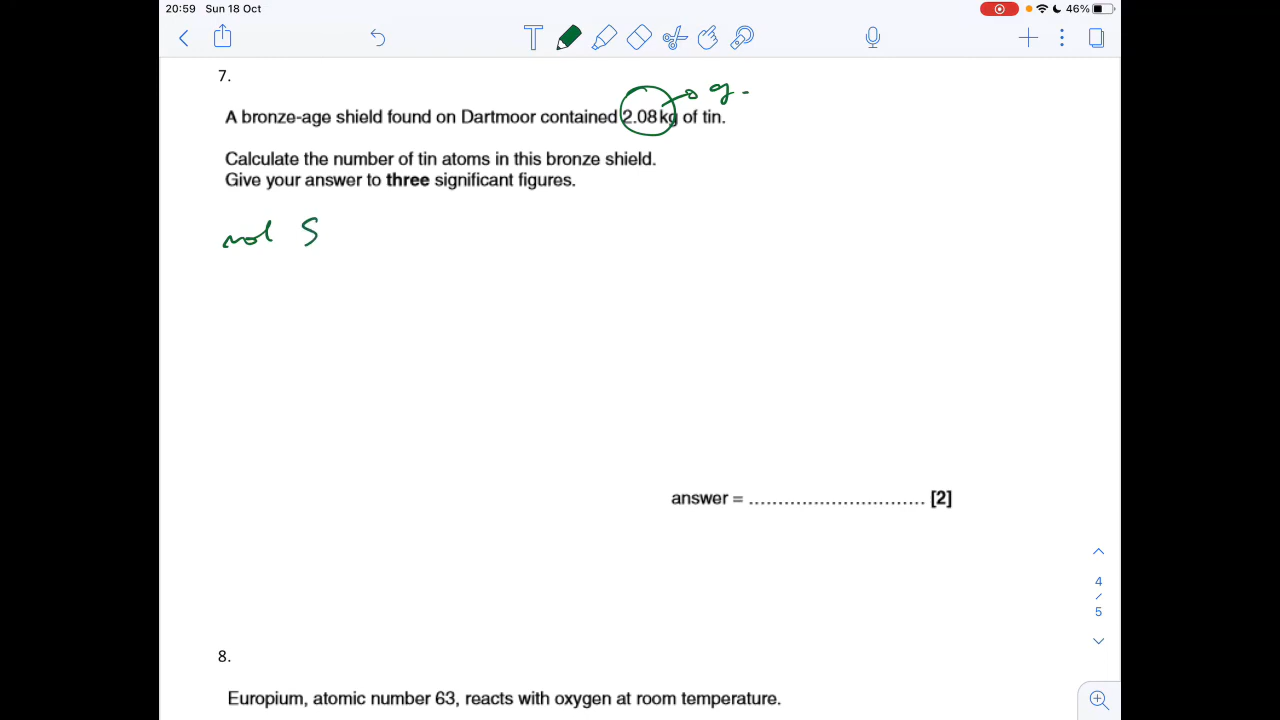 20:59 Sun 18 Oct 46%
T
7.
g.
A bronze-age shield found on Dartmoor contained 2.08 kg of tin.
Calculate the number of tin atoms in this bronze shield.
Give your answer to three significant figures.
mol S
answer = ............................. [2]
4
/
5
8.
Europium, atomic number 63, reacts with oxygen at room temperature.